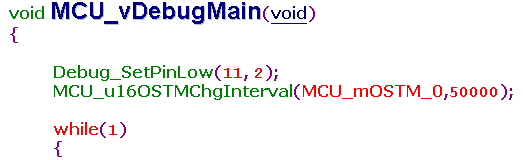 void MCU_vDebugMain(void)
{
Debug_SetPinLow(11, 2);
MCU_u16OSTMChgInterval(MCU_mOSTM_0,50000);
while(1)
{